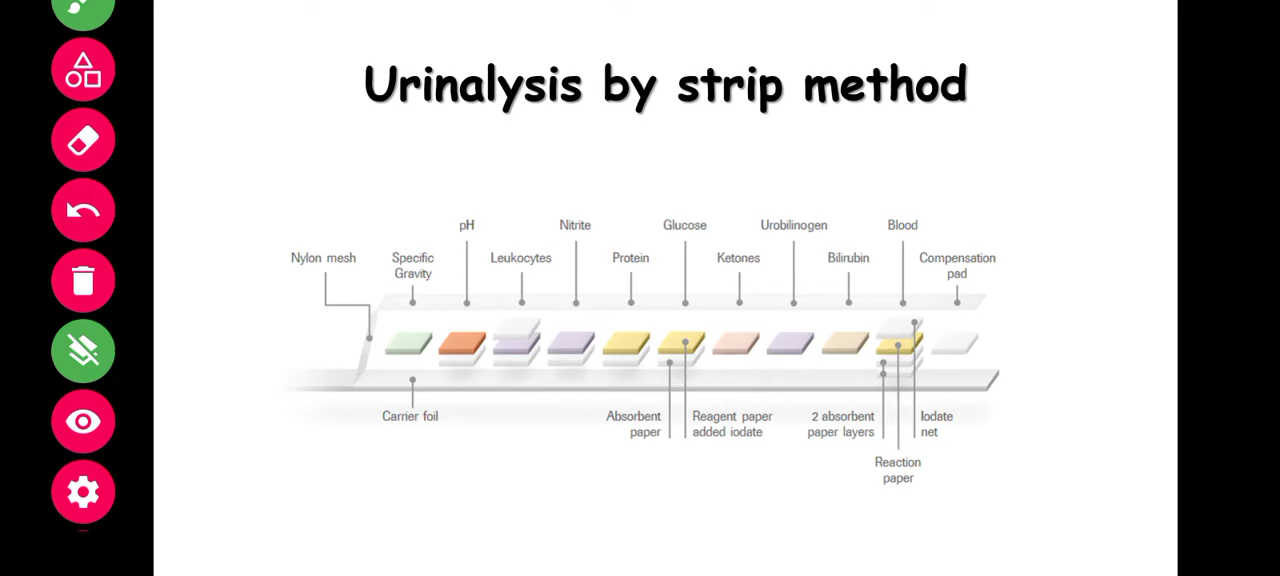 Urinalysis by strip method
pH
Nitrite
Glucose
Urobilinogen
Blood
Nylon mesh
Specific
Gravity
Leukocytes
Protein
Ketones
Bilirubin
Compensation
pad
Carrier foil
Absorbent
paper
Reagent paper
added iodate
2 absorbent
paper layers
Iodate
net
Reaction
paper